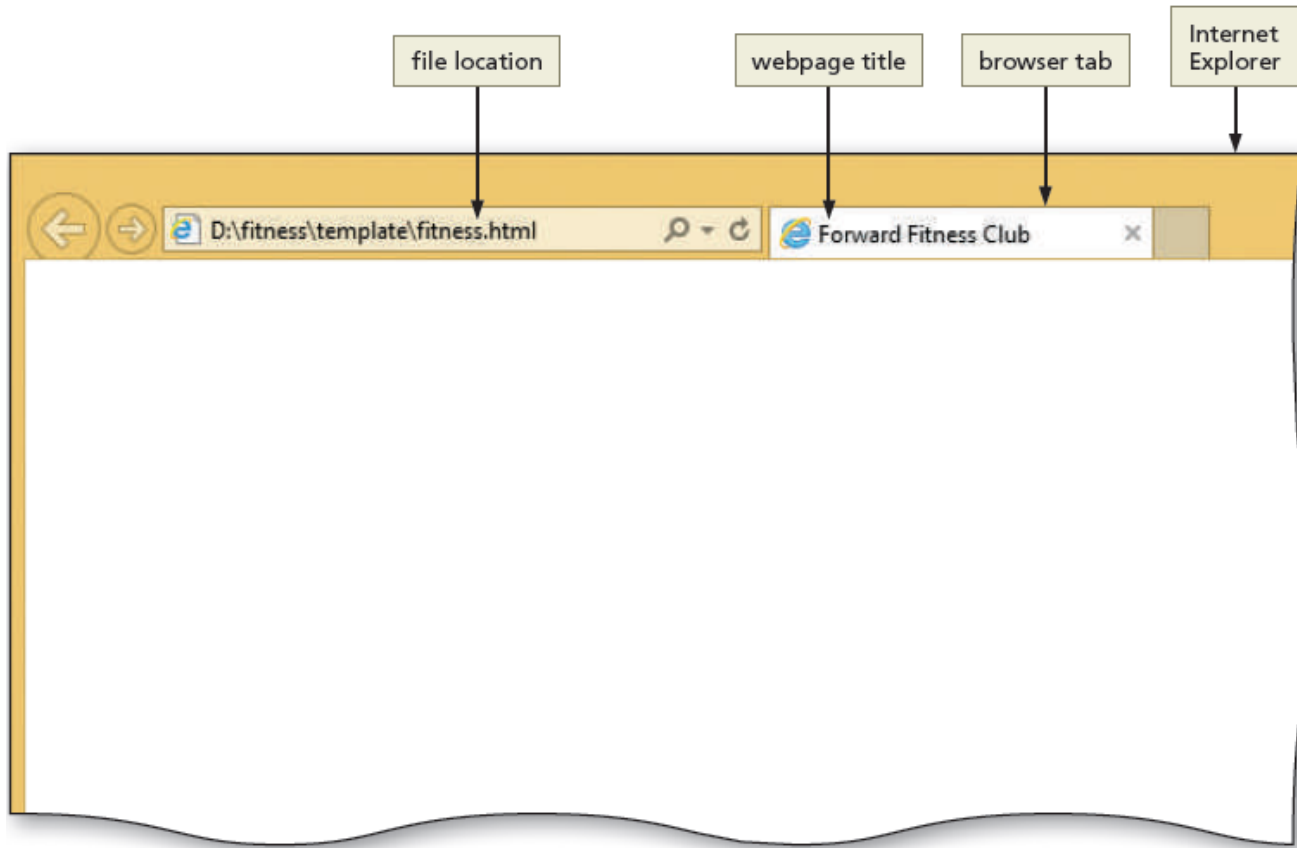 file location
webpage title
browser tab
Internet
Explorer
D:\fitness\template\fitness.html
Forward Fitness Club